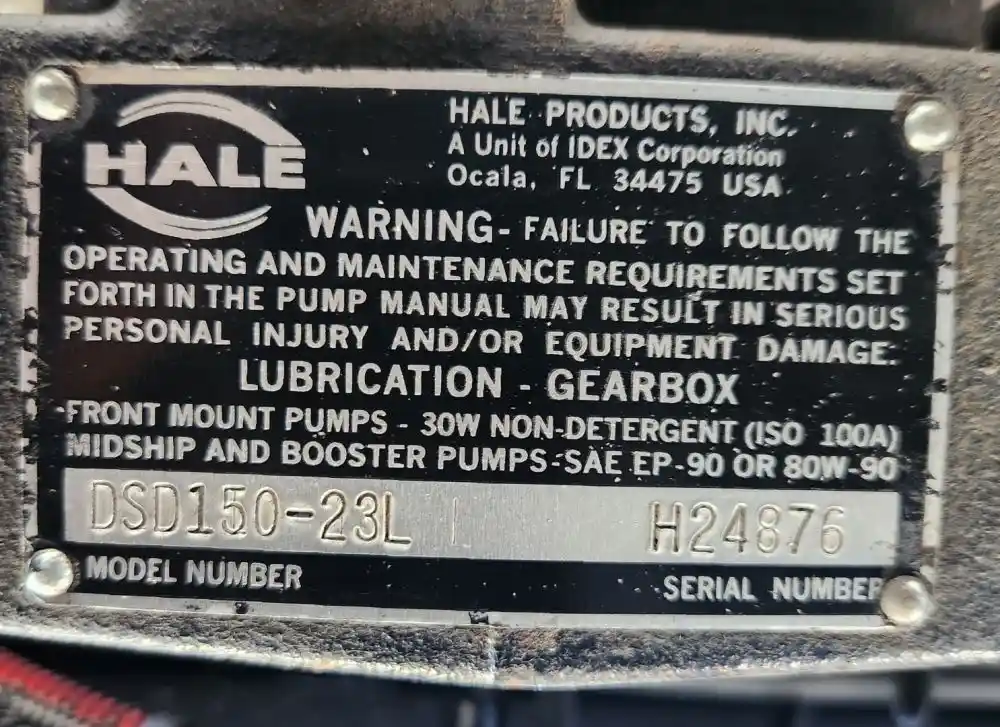 HALE
HALE PRODUCTS, INC.
A Unit of IDEX Corporation
Ocala, FL 34475 USA
WARNING - FAILURE TO FOLLOW THE
OPERATING AND MAINTENANCE REQUIREMENTS SET
FORTH IN THE PUMP MANUAL MAY RESULT IN SERIOUS
PERSONAL INJURY AND/OR EQUIPMENT DAMAGE.
LUBRICATION - GEARBOX
FRONT MOUNT PUMPS - 30W NON-DETERGENT (ISO 100A)
MIDSHIP AND BOOSTER PUMPS-SAE EP-90 OR 80W-90
DSD150-23L H24876
MODEL NUMBER SERIAL NUMBER